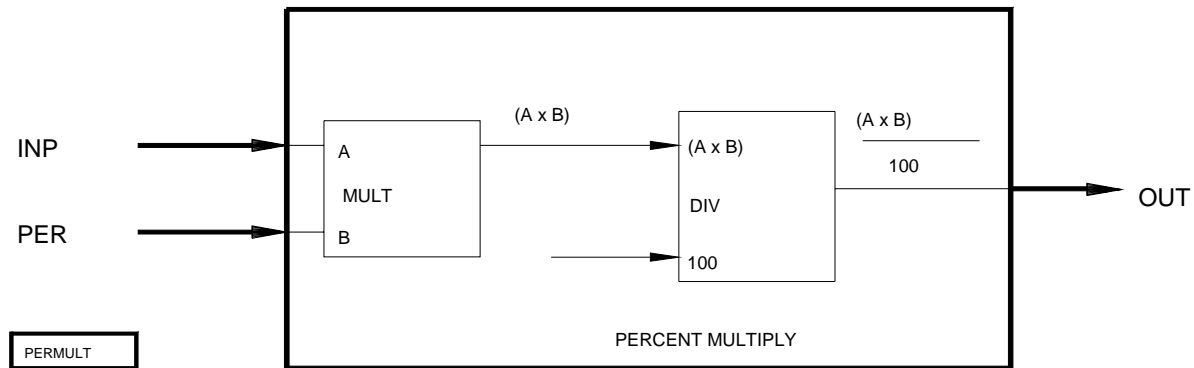 (A x B)
(A x B)
100
INP
A
(A x B)
MULT
DIV
OUT
PER
B
100
PERCENT MULTIPLY
PERMULT